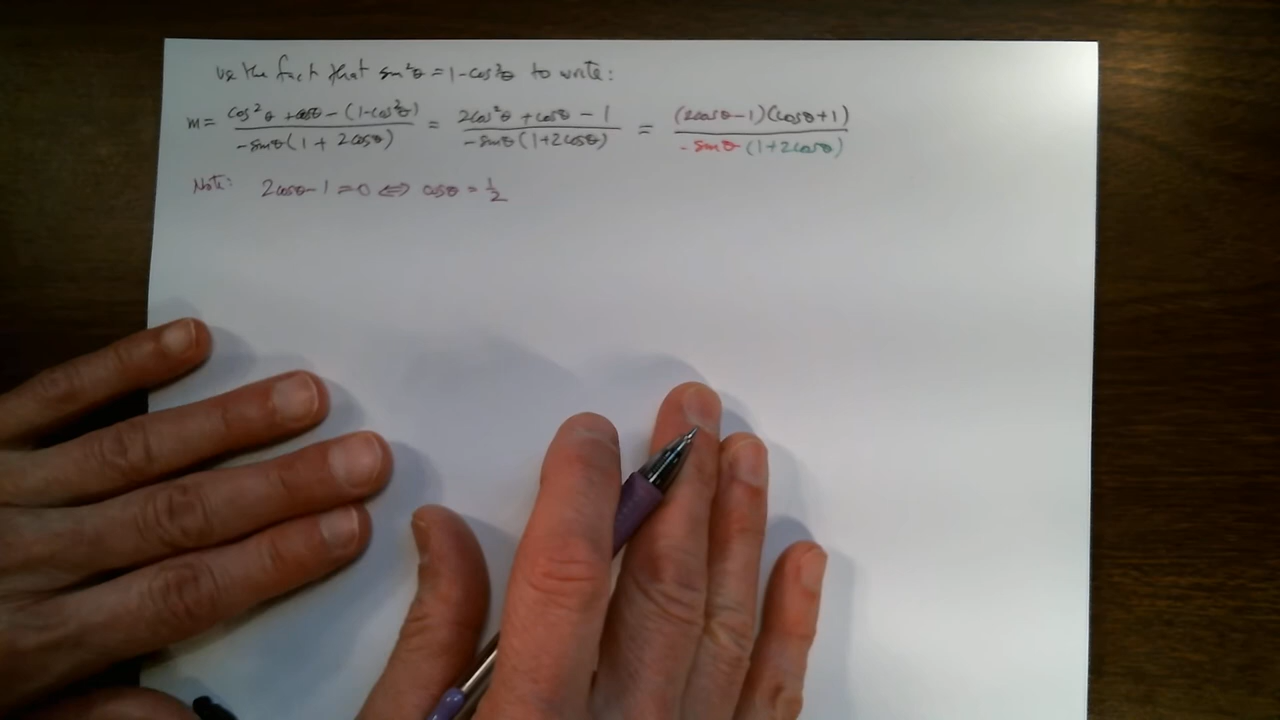 use the fact that sin²θ = 1-cos²θ to write:
m = (cos²θ + cosθ - (1-cos²θ)) / (-sinθ(1 + 2cosθ)) = (2cos²θ + cosθ - 1) / (-sinθ(1+2cosθ)) = ((2cosθ-1)(cosθ+1)) / (-sinθ (1+2cosθ))
Note: 2cosθ-1 = 0 ⇔ cosθ = 1/2